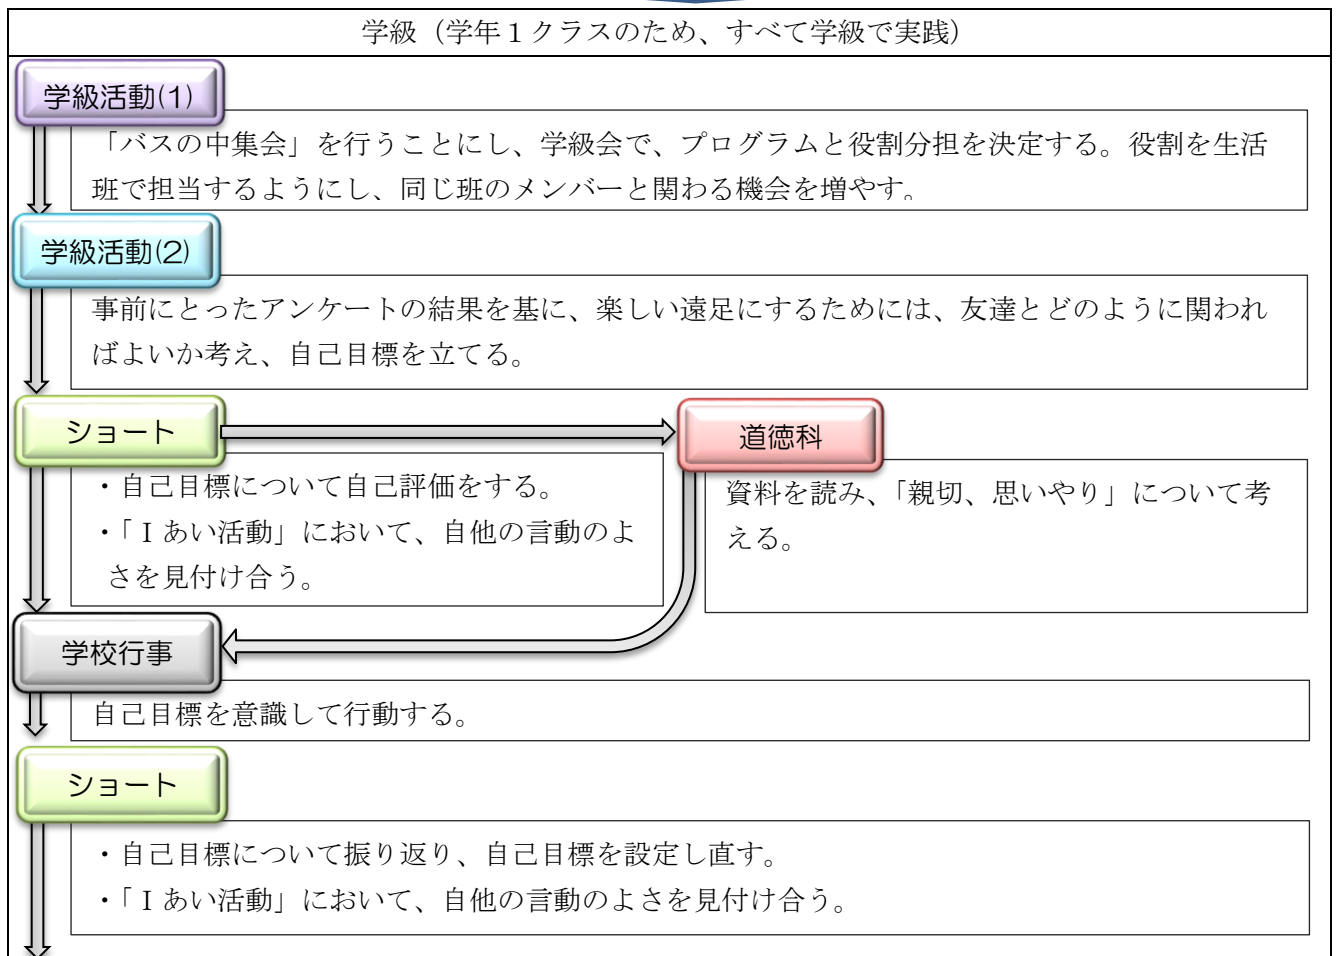 学級（学年１クラスのため、すべて学級で実践）
学級活動(1)
「バスの中集会」を行うことにし、学級会で、プログラムと役割分担を決定する。役割を生活
班で担当するようにし、同じ班のメンバーと関わる機会を増やす。
学級活動(2)
事前にとったアンケートの結果を基に、楽しい遠足にするためには、友達とどのように関われ
ばよいか考え、自己目標を立てる。
ショート
・自己目標について自己評価をする。
・「Ｉあい活動」において、自他の言動のよ
さを見付け合う。
道徳科
資料を読み、「親切、思いやり」について考
える。
学校行事
自己目標を意識して行動する。
ショート
・自己目標について振り返り、自己目標を設定し直す。
・「Ｉあい活動」において、自他の言動のよさを見付け合う。